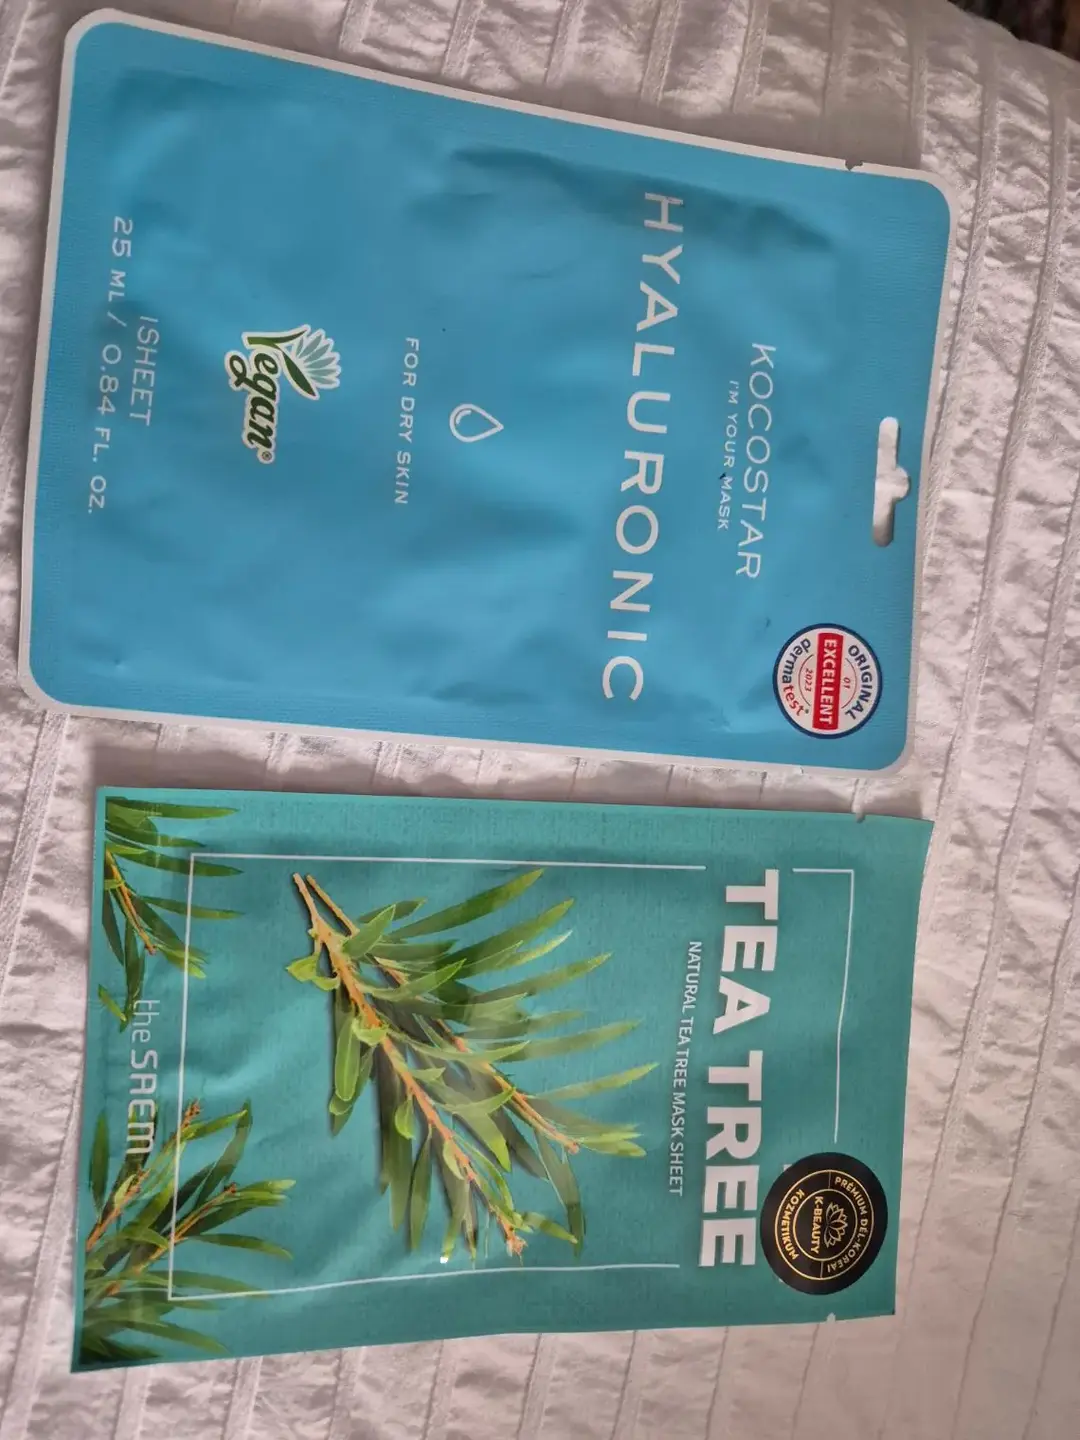 KOCOSTAR
I'M YOUR MASK
HYALURONIC
FOR DRY SKIN
Vegan®
1SHEET
25 ML / 0.84 FL. OZ.
ORIGINAL
01
EXCELLENT
2023
dermatest®
TEA TREE
NATURAL TEA TREE MASK SHEET
the SAEM
PRÉMIUM DÉL-KOREAI
K-BEAUTY
KOZMETIKUM